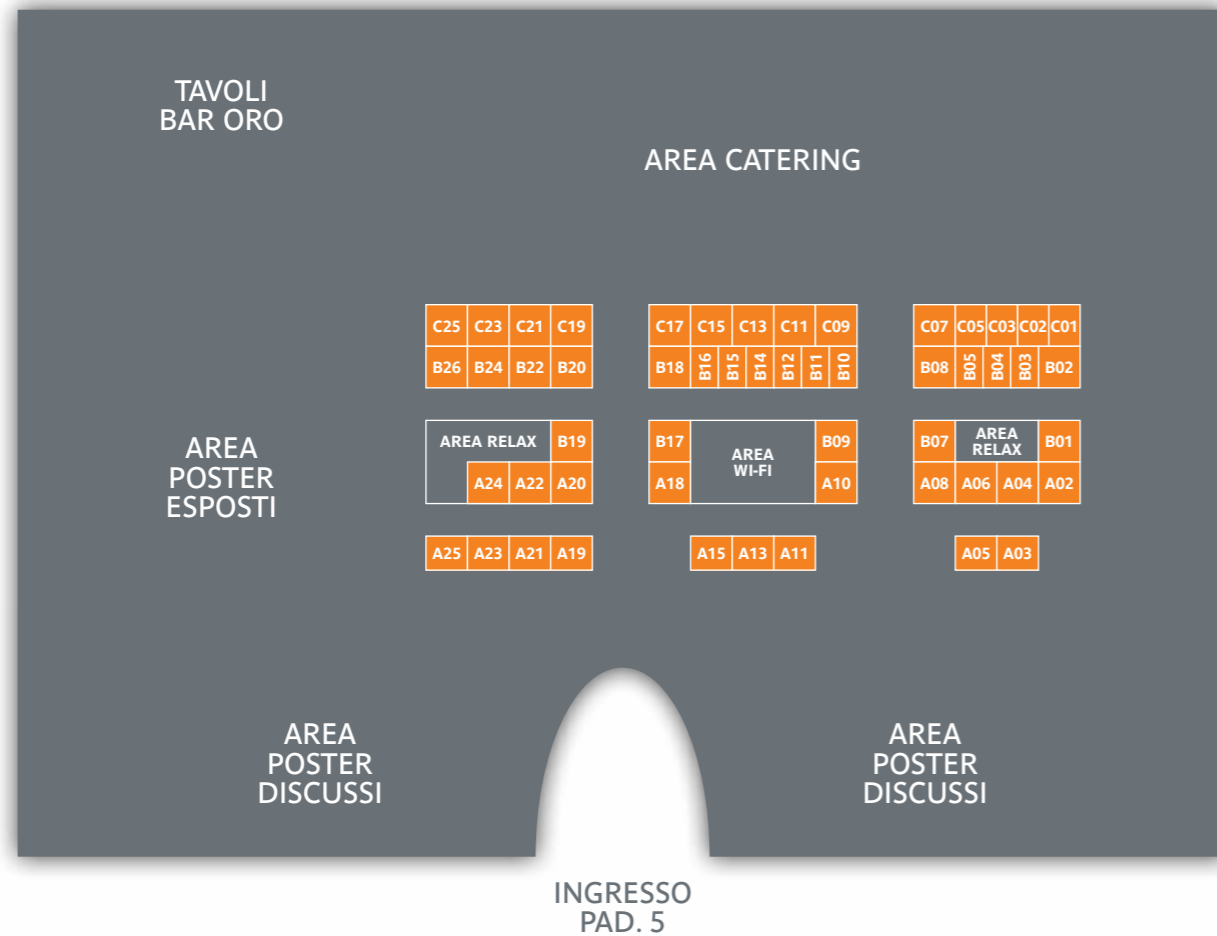 TAVOLI
BAR ORO
AREA CATERING
C25 C23 C21 C19 C17 C15 C13 C11 C09 C07 C05 C03 C02 C01
B26 B24 B22 B20 B18 B16 B15 B14 B12 B11 B10 B08 B05 B04 B03 B02
AREA RELAX B19 B17 AREA
WI-FI B09 B07 AREA
RELAX B01
A24 A22 A20 A18 A10 A08 A06 A04 A02
AREA
POSTER
ESPOSTI
A25 A23 A21 A19 A15 A13 A11 A05 A03
AREA
POSTER
DISCUSSI
AREA
POSTER
DISCUSSI
INGRESSO
PAD. 5